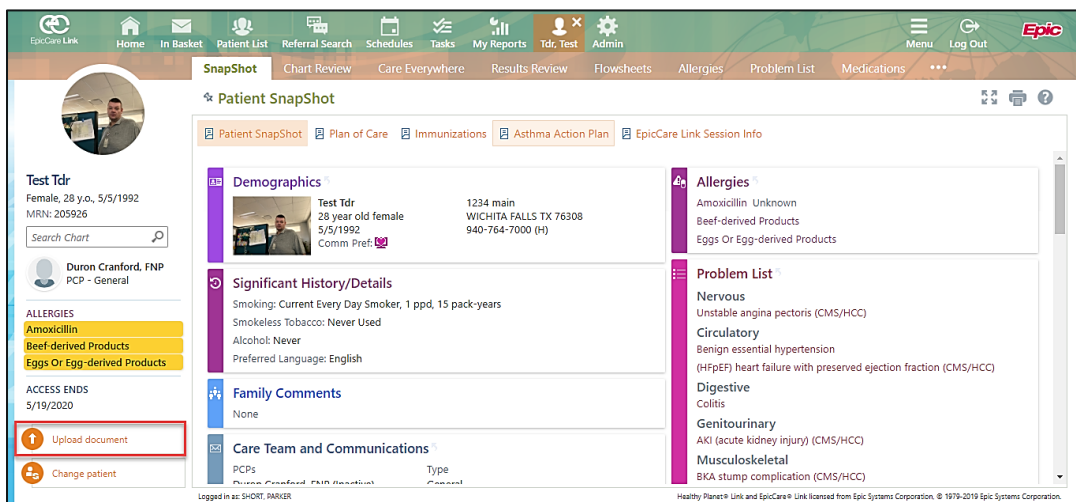 EpicCare Link
Home In Basket Patient List Referral Search Schedules Tasks My Reports Tdr, Test Admin Menu Log Out Epic
SnapShot Chart Review Care Everywhere Results Review Flowsheets Allergies Problem List Medications •••
Patient SnapShot
Patient SnapShot Plan of Care Immunizations Asthma Action Plan EpicCare Link Session Info
Test Tdr
Female, 28 y.o., 5/5/1992
MRN: 205926
Search Chart
Duron Cranford, FNP
PCP - General
ALLERGIES
Amoxicillin
Beef-derived Products
Eggs Or Egg-derived Products
ACCESS ENDS
5/19/2020
Upload document
Change patient
Demographics
Test Tdr 1234 main
28 year old female WICHITA FALLS TX 76308
5/5/1992 940-764-7000 (H)
Comm Pref:
Significant History/Details
Smoking: Current Every Day Smoker, 1 ppd, 15 pack-years
Smokeless Tobacco: Never Used
Alcohol: Never
Preferred Language: English
Family Comments
None
Care Team and Communications
PCPs Type
Duron Cranford, FNP (Inactive) General
Allergies
Amoxicillin Unknown
Beef-derived Products
Eggs Or Egg-derived Products
Problem List
Nervous
Unstable angina pectoris (CMS/HCC)
Circulatory
Benign essential hypertension
(HFpEF) heart failure with preserved ejection fraction (CMS/HCC)
Digestive
Colitis
Genitourinary
AKI (acute kidney injury) (CMS/HCC)
Musculoskeletal
BKA stump complication (CMS/HCC)
Logged in as: SHORT, PARKER
Healthy Planet® Link and EpicCare® Link licensed from Epic Systems Corporation, © 1979-2019 Epic Systems Corporation.